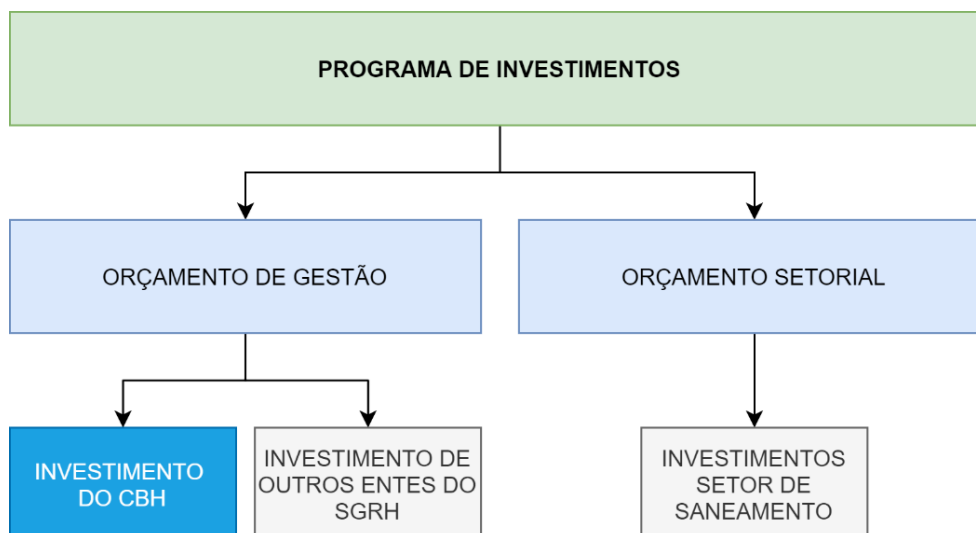 PROGRAMA DE INVESTIMENTOS
ORÇAMENTO DE GESTÃO
ORÇAMENTO SETORIAL
INVESTIMENTO
DO CBH
INVESTIMENTO DE
OUTROS ENTES DO
SGRH
INVESTIMENTOS
SETOR DE
SANEAMENTO